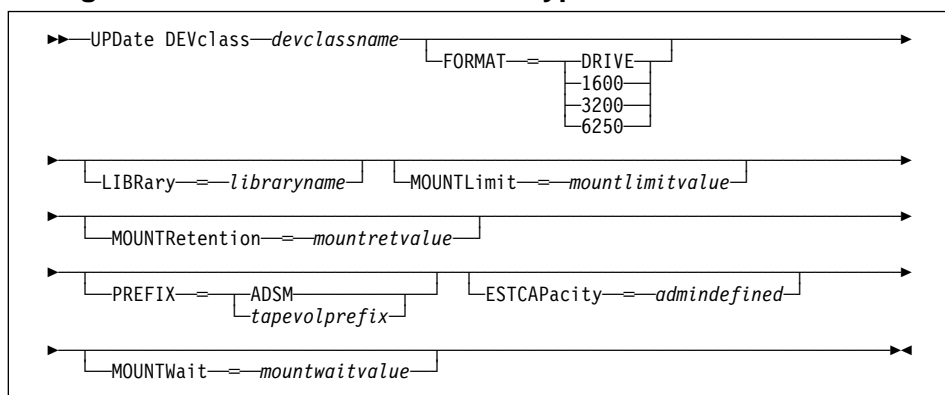 UPDate DEVclass devclassname
FORMAT = DRIVE
1600
3200
6250
LIBRary = libraryname MOUNTLimit = mountlimitvalue
MOUNTRetention = mountretvalue
PREFIX = ADSM ESTCAPacity = admindefined
tapevolprefix
MOUNTWait = mountwaitvalue